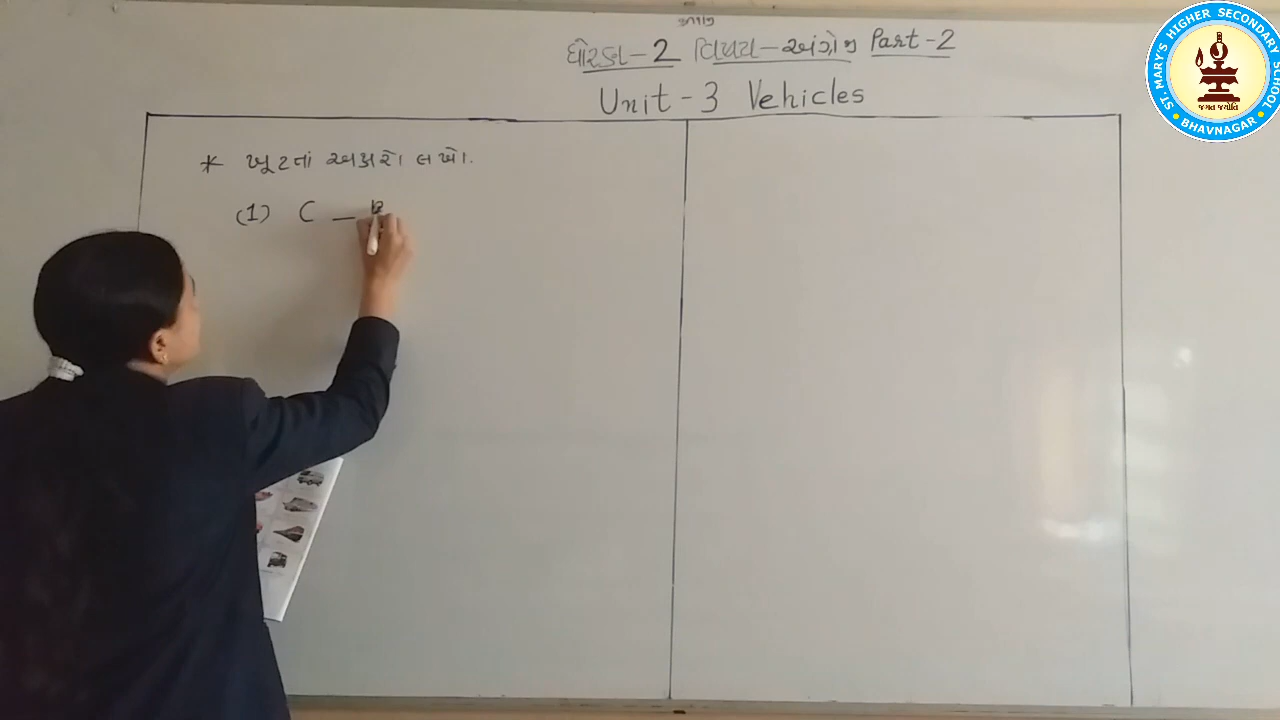 ધોરણ-2 વિષય-અંગ્રેજી Part-2
Unit-3 Vehicles
* ખૂટતાં અક્ષરો લખો.
(1) C _ R
ST. MARY'S HIGHER SECONDARY SCHOOL
જગત જ્યોતિ
* BHAVNAGAR *